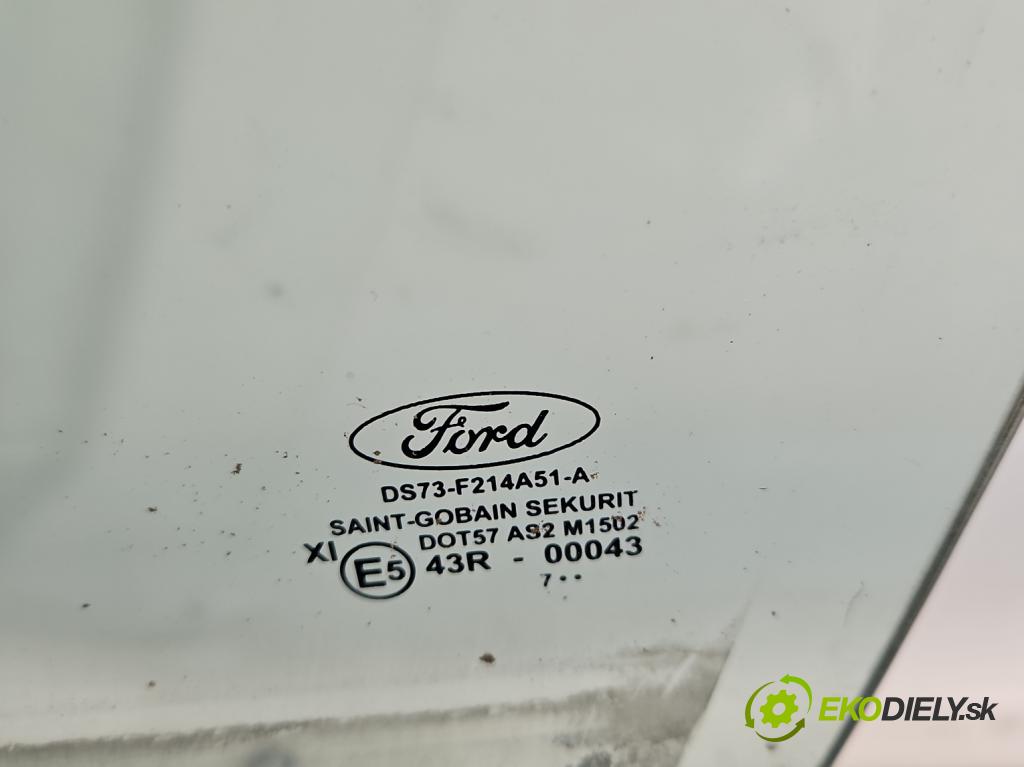 Ford
DS73-F214A51-A
SAINT-GOBAIN SEKURIT
DOT57 AS2 M1502
XI E5 43R - 00043
7 • •
EKODIELY.sk